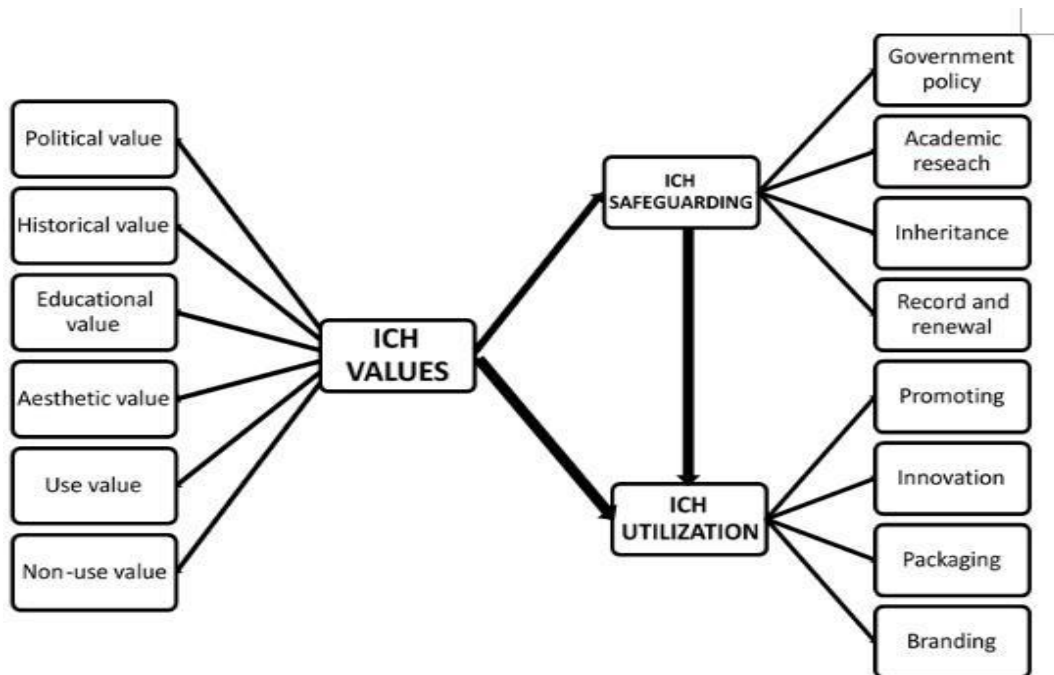 Political value
Historical value
Educational
value
Aesthetic value
Use value
Non-use value
ICH
VALUES
ICH
SAFEGUARDING
ICH
UTILIZATION
Government
policy
Academic
reseach
Inheritance
Record and
renewal
Promoting
Innovation
Packaging
Branding